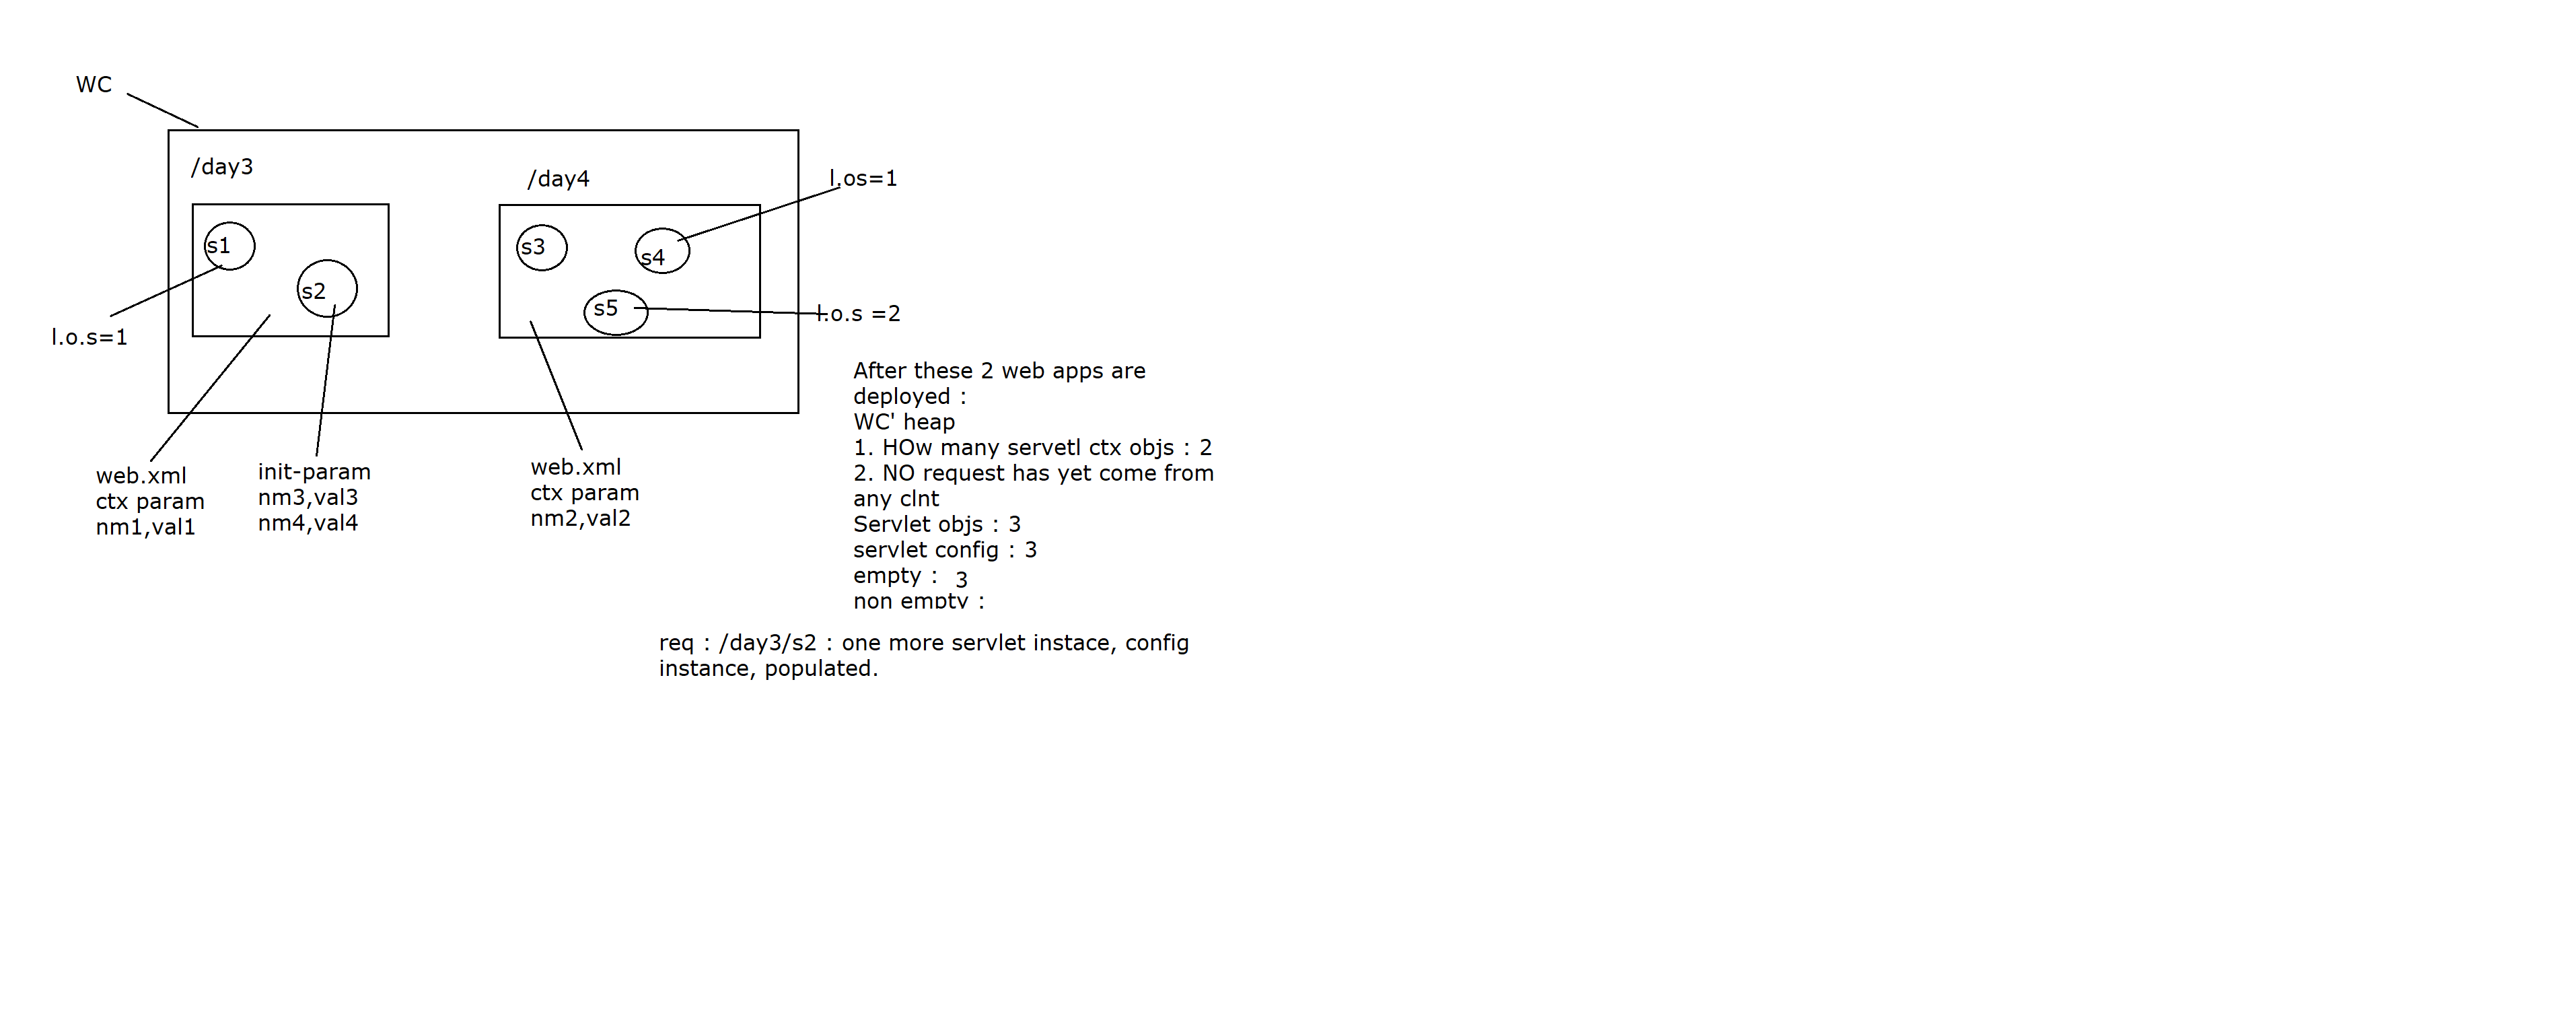 WC
/day3
/day4
l.os=1
s1
s3
s4
s2
s5
l.o.s =2
l.o.s=1
After these 2 web apps are
deployed :
WC' heap
1. HOw many servetl ctx objs : 2
2. NO request has yet come from
any clnt
Servlet objs : 3
servlet config : 3
empty : 3
non empty :
web.xml
ctx param
nm1,val1
init-param
nm3,val3
nm4,val4
web.xml
ctx param
nm2,val2
req : /day3/s2 : one more servlet instace, config
instance, populated.